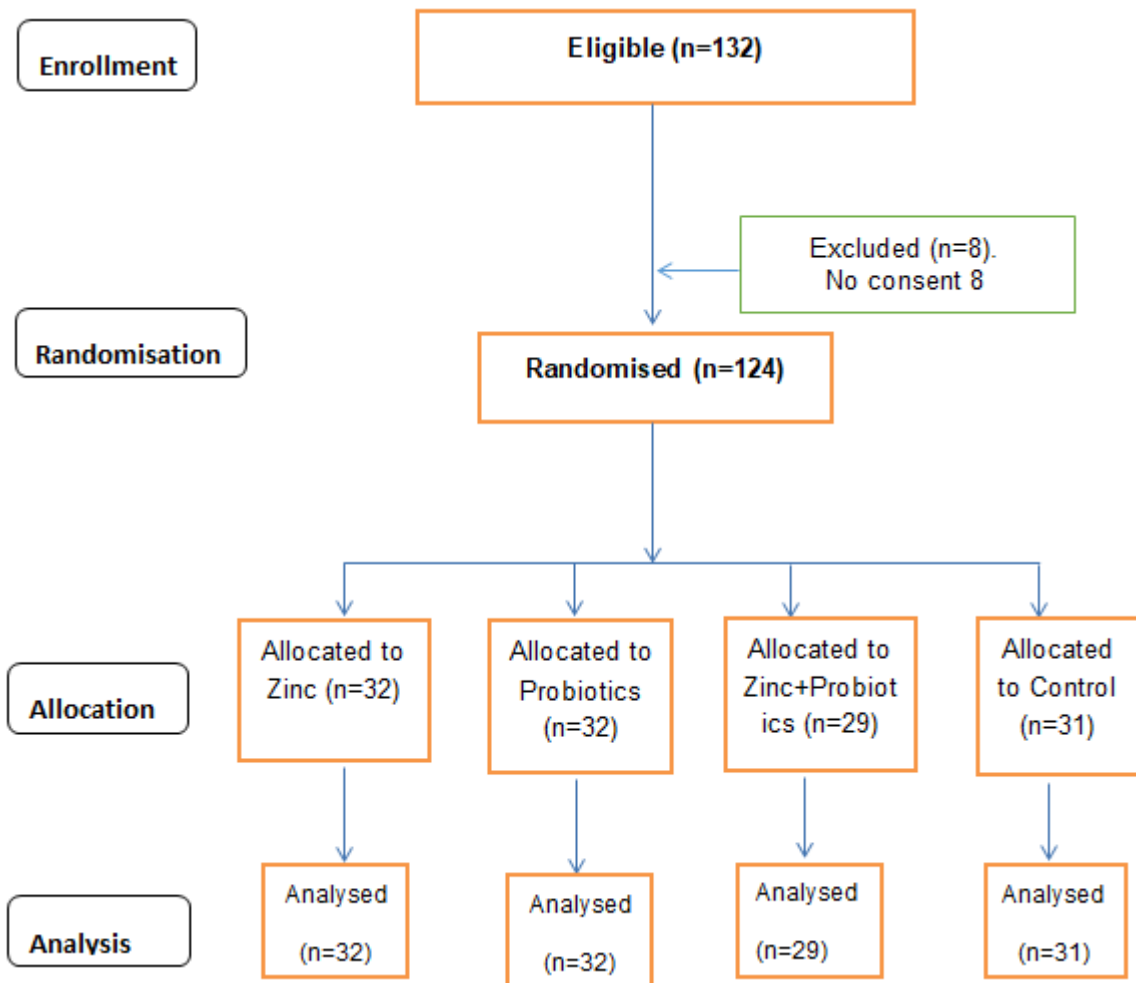 Enrollment
Eligible (n=132)
Excluded (n=8).
No consent 8
Randomisation
Randomised (n=124)
Allocation
Allocated to
Zinc (n=32)
Allocated to
Probiotics
(n=32)
Allocated to
Zinc+Probiot
ics (n=29)
Allocated
to Control
(n=31)
Analysis
Analysed
(n=32)
Analysed
(n=32)
Analysed
(n=29)
Analysed
(n=31)